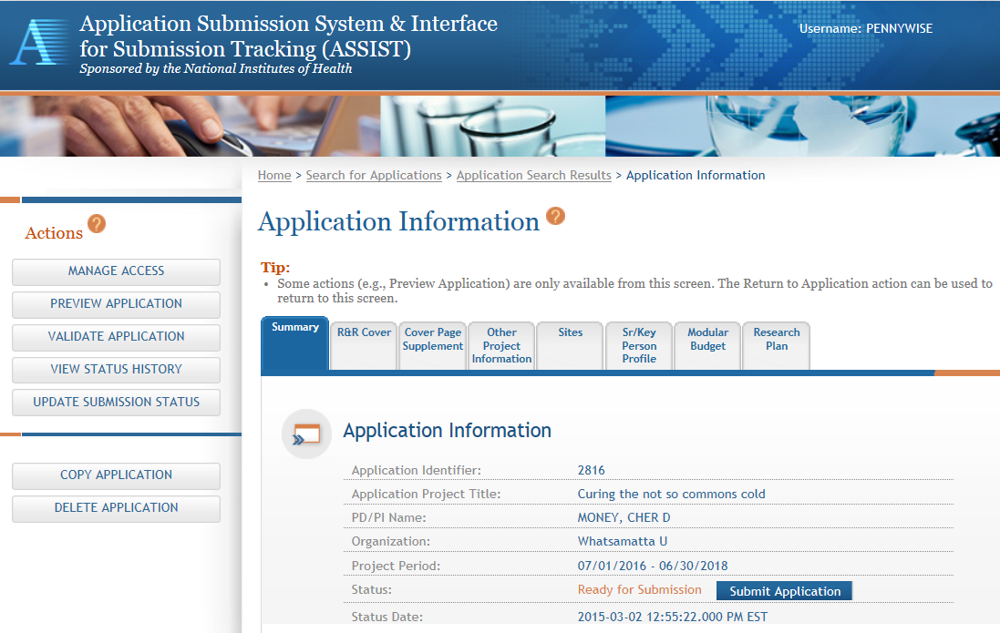 Application Submission System & Interface
for Submission Tracking (ASSIST)
Sponsored by the National Institutes of Health
Username: PENNYWISE
Home > Search for Applications > Application Search Results > Application Information
Actions ?
MANAGE ACCESS
PREVIEW APPLICATION
VALIDATE APPLICATION
VIEW STATUS HISTORY
UPDATE SUBMISSION STATUS
COPY APPLICATION
DELETE APPLICATION
Application Information ?
Tip:
• Some actions (e.g., Preview Application) are only available from this screen. The Return to Application action can be used to
return to this screen.
Summary
R&R Cover
Cover Page
Supplement
Other
Project
Information
Sites
Sr/Key
Person
Profile
Modular
Budget
Research
Plan
Application Information
Application Identifier: 2816
Application Project Title: Curing the not so commons cold
PD/PI Name: MONEY, CHER D
Organization: Whatsamatta U
Project Period: 07/01/2016 - 06/30/2018
Status: Ready for Submission Submit Application
Status Date: 2015-03-02 12:55:22.000 PM EST